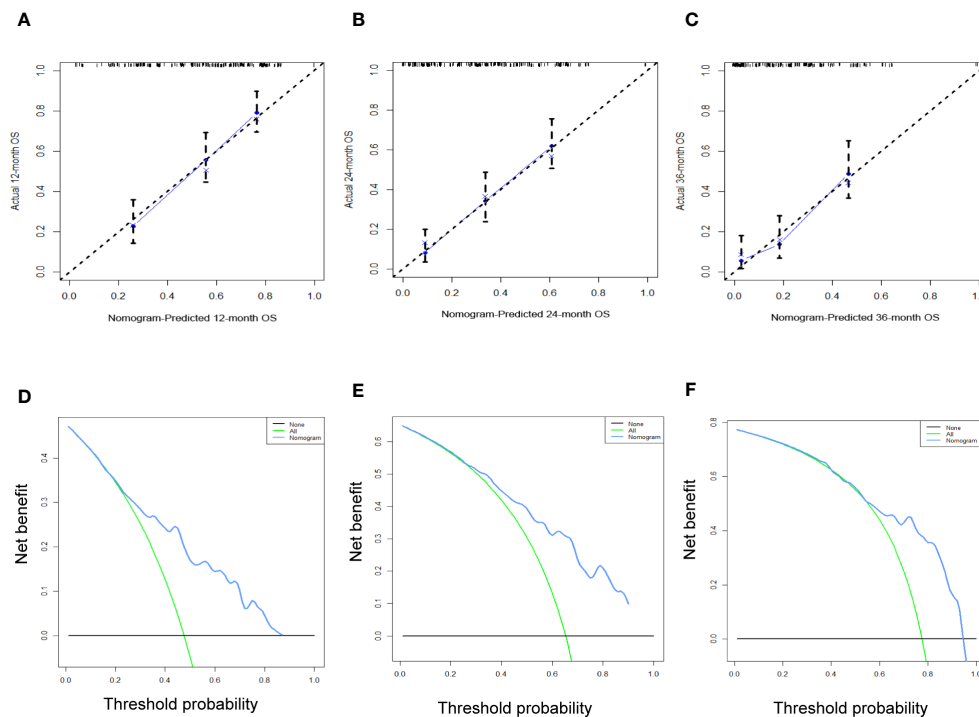 A
B
C
Actual 12-month OS
0.0 0.2 0.4 0.6 0.8 1.0
0.0 0.2 0.4 0.6 0.8 1.0
Nomogram-Predicted 12-month OS
Actual 24-month OS
0.0 0.2 0.4 0.6 0.8 1.0
0.0 0.2 0.4 0.6 0.8 1.0
Nomogram-Predicted 24-month OS
Actual 36-month OS
0.0 0.2 0.4 0.6 0.8 1.0
0.0 0.2 0.4 0.6 0.8 1.0
Nomogram-Predicted 36-month OS
D
E
F
Net benefit
0.0 0.1 0.2 0.3 0.4
None
All
Nomogram
0.0 0.2 0.4 0.6 0.8 1.0
Threshold probability
Net benefit
0.0 0.1 0.2 0.3 0.4 0.5 0.6
None
All
Nomogram
0.0 0.2 0.4 0.6 0.8 1.0
Threshold probability
Net benefit
0.0 0.2 0.4 0.6 0.8
None
All
Nomogram
0.0 0.2 0.4 0.6 0.8 1.0
Threshold probability